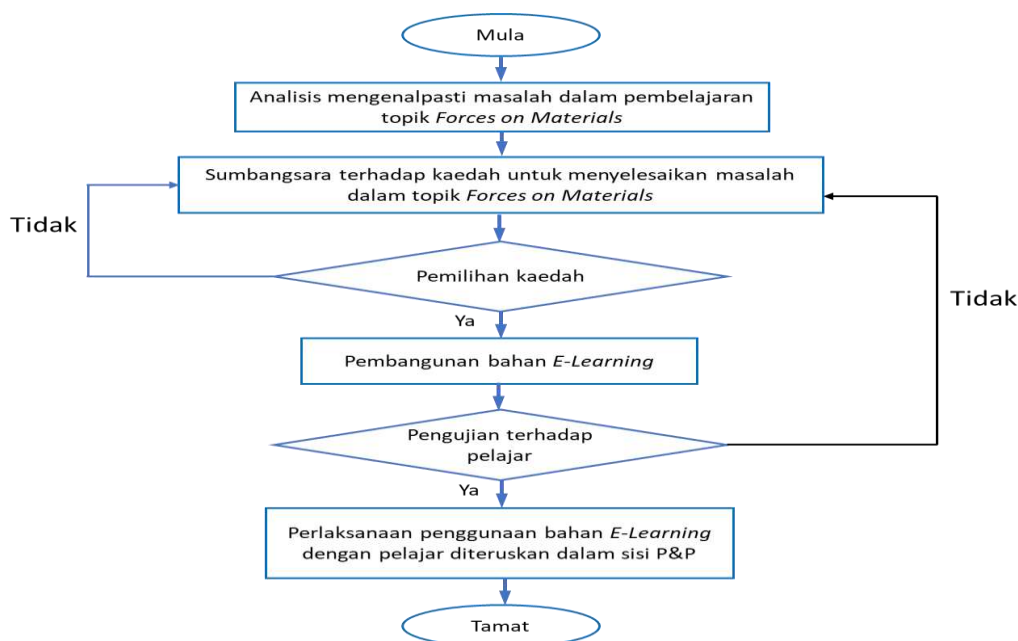 Mula
Analisis mengenalpasti masalah dalam pembelajaran
topik Forces on Materials
Sumbangsara terhadap kaedah untuk menyelesaikan masalah
dalam topik Forces on Materials
Tidak
Pemilihan kaedah
Tidak
Ya
Pembangunan bahan E-Learning
Pengujian terhadap
pelajar
Ya
Perlaksanaan penggunaan bahan E-Learning
dengan pelajar diteruskan dalam sisi P&P
Tamat